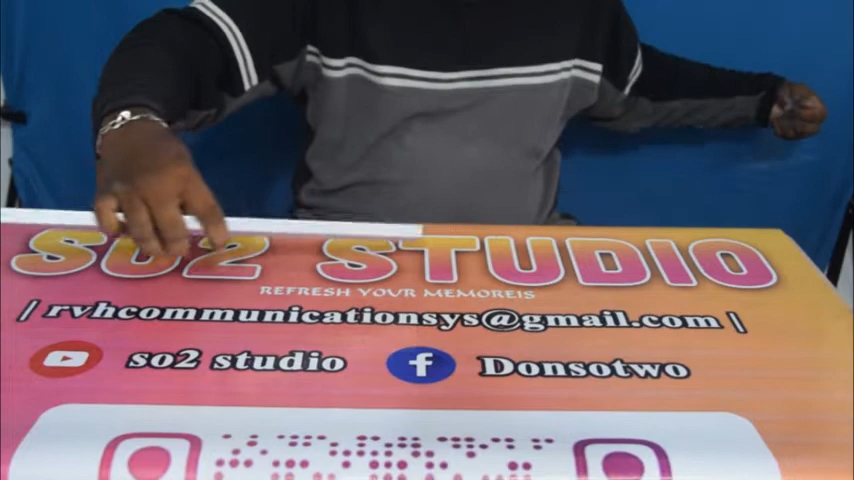 SO2 STUDIO
REFRESH YOUR MEMOREIS
| rvhcommunicationsys@gmail.com |
so2 studio Donsotwo